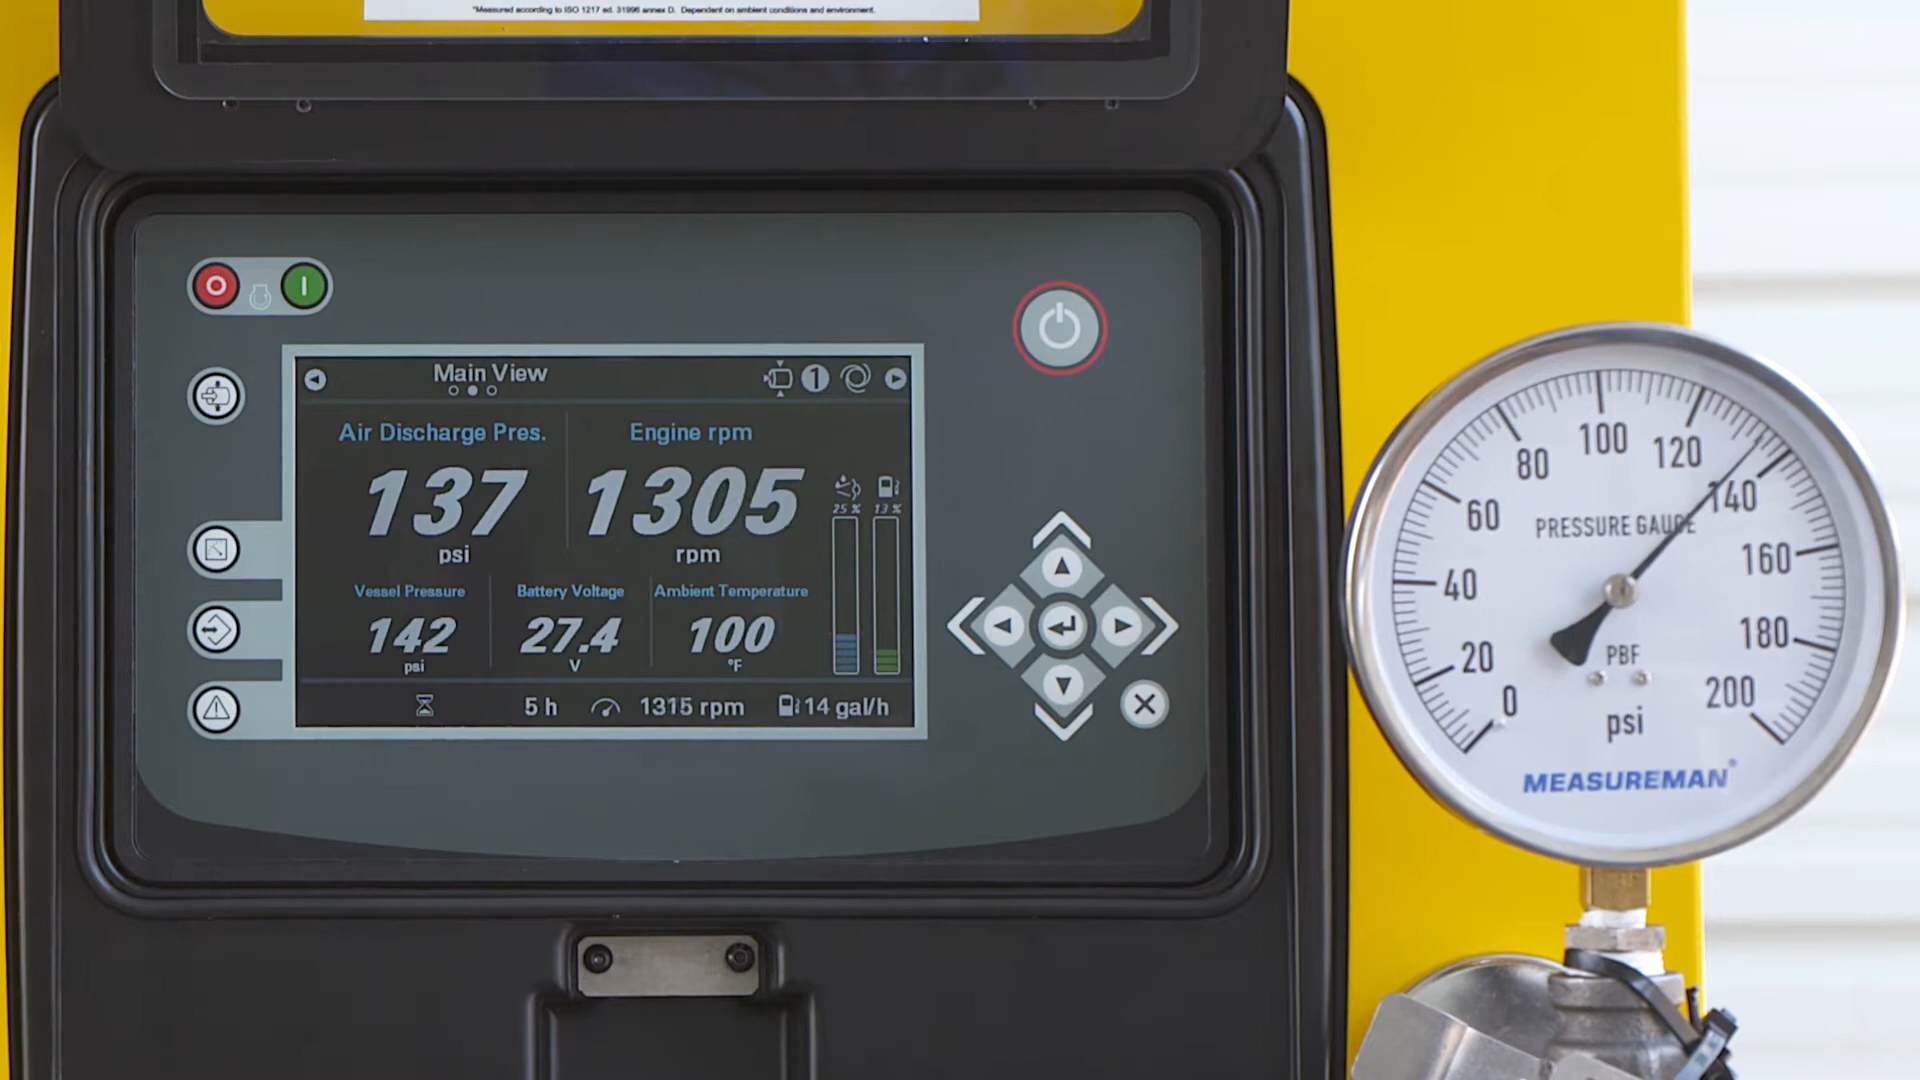 *Measured according to ISO 1217 ed. 31996 annex D. Dependent on ambient conditions and environment.
Main View
1
Air Discharge Pres.
137
psi
Engine rpm
1305
rpm
25 %
13 %
Vessel Pressure
142
psi
Battery Voltage
27.4
V
Ambient Temperature
100
°F
5 h
1315 rpm
14 gal/h
0
20
40
60
80
100
120
140
160
180
200
PRESSURE GAUGE
PBF
psi
MEASUREMAN®